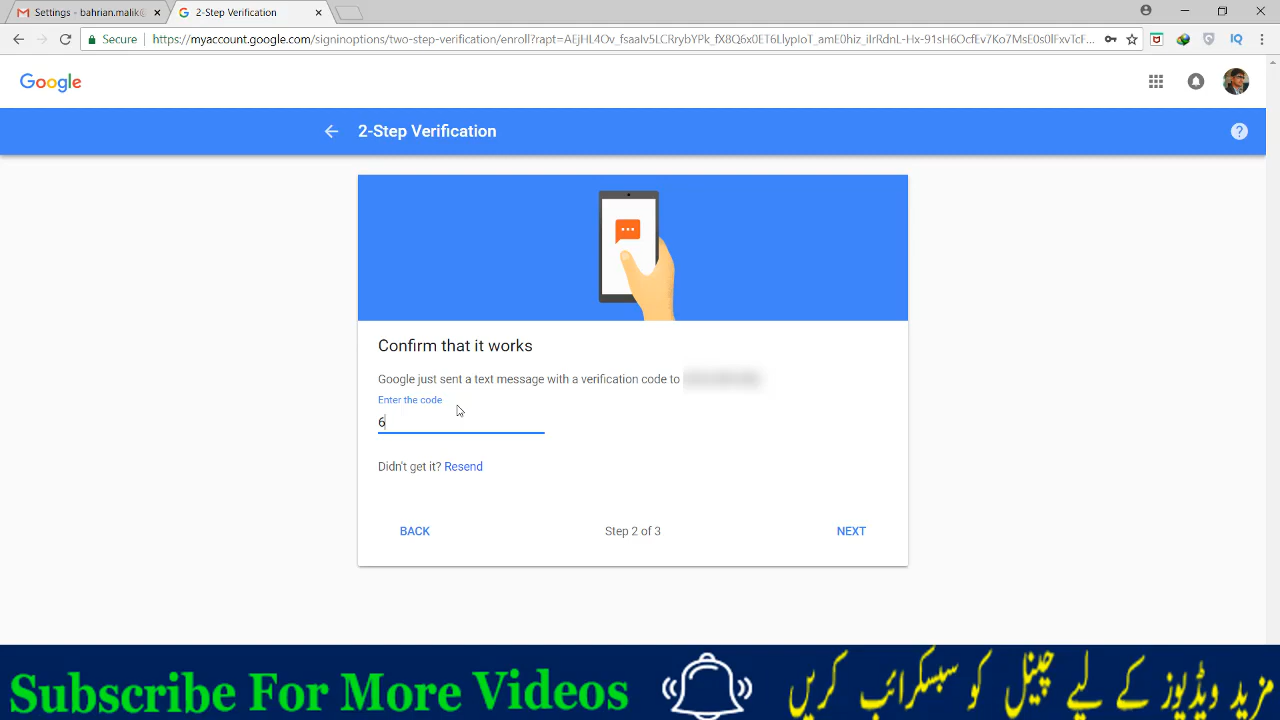 Settings - bahrian.malik@
2-Step Verification
Secure
https://myaccount.google.com/signinoptions/two-step-verification/enroll?rapt=
Google
2-Step Verification
Confirm that it works
Google just sent a text message with a verification code to
Enter the code
6
Didn't get it? Resend
BACK
Step 2 of 3
NEXT
Subscribe For More Videos
مزید ویڈیوز کے لیے چینل کو سبسکرائب کریں